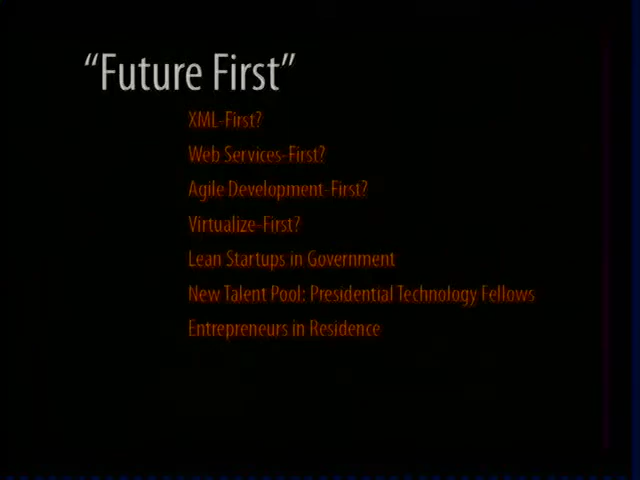 “Future First”
XML-First?
Web Services-First?
Agile Development-First?
Virtualize-First?
Lean Startups in Government
New Talent Pool: Presidential Technology Fellows
Entrepreneurs in Residence